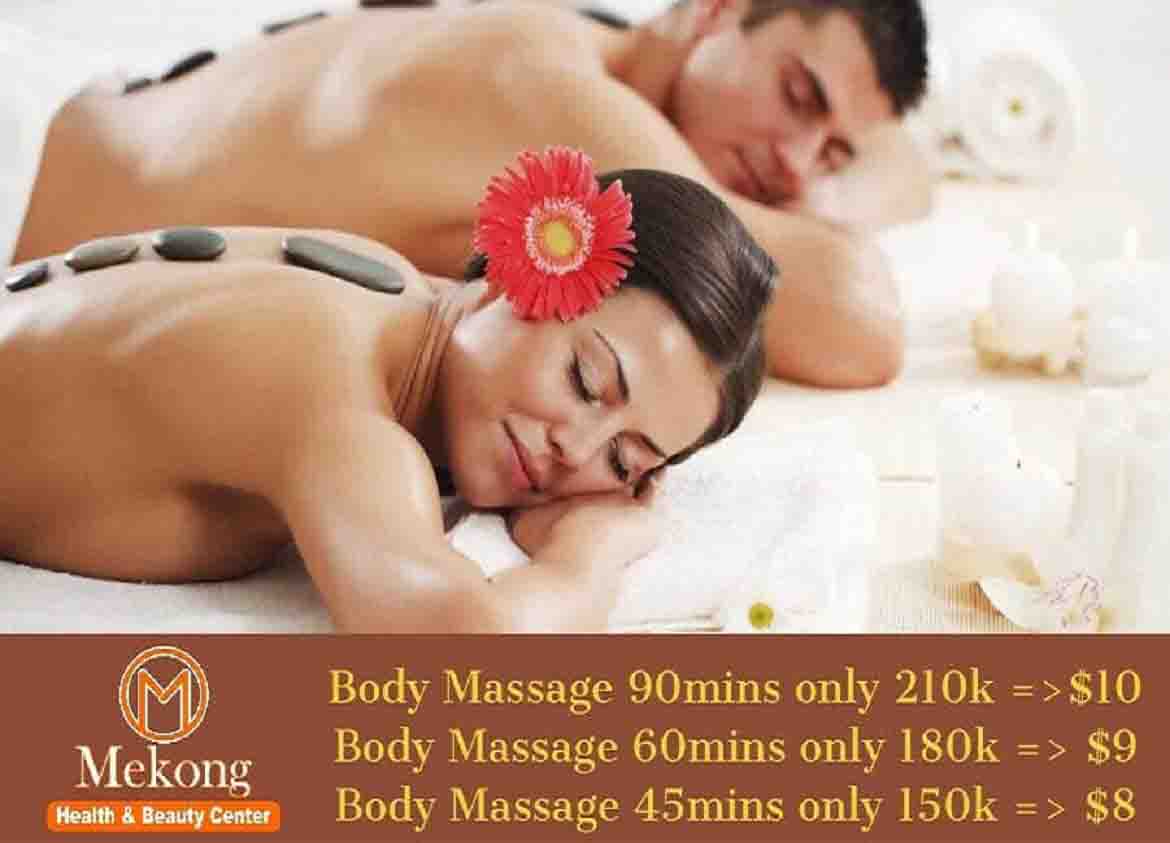 Mekong
Health & Beauty Center
Body Massage 90mins only 210k =>$10
Body Massage 60mins only 180k => $9
Body Massage 45mins only 150k => $8